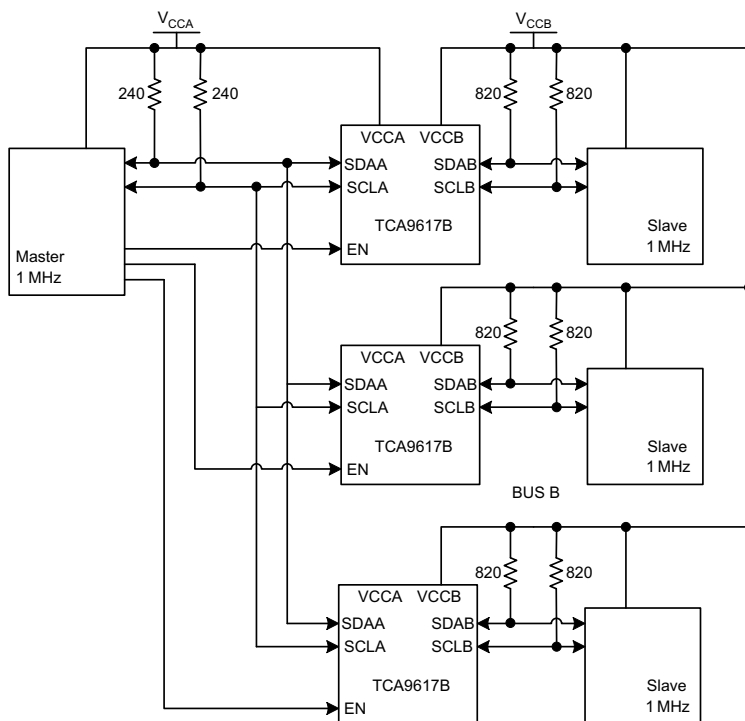 VCCA
VCCB
240
240
820
820
VCCA VCCB
SDAA SDAB
SCLA SCLB
TCA9617B
EN
Master
1 MHz
Slave
1 MHz
820
820
VCCA VCCB
SDAA SDAB
SCLA SCLB
TCA9617B
EN
Slave
1 MHz
BUS B
820
820
VCCA VCCB
SDAA SDAB
SCLA SCLB
TCA9617B
EN
Slave
1 MHz